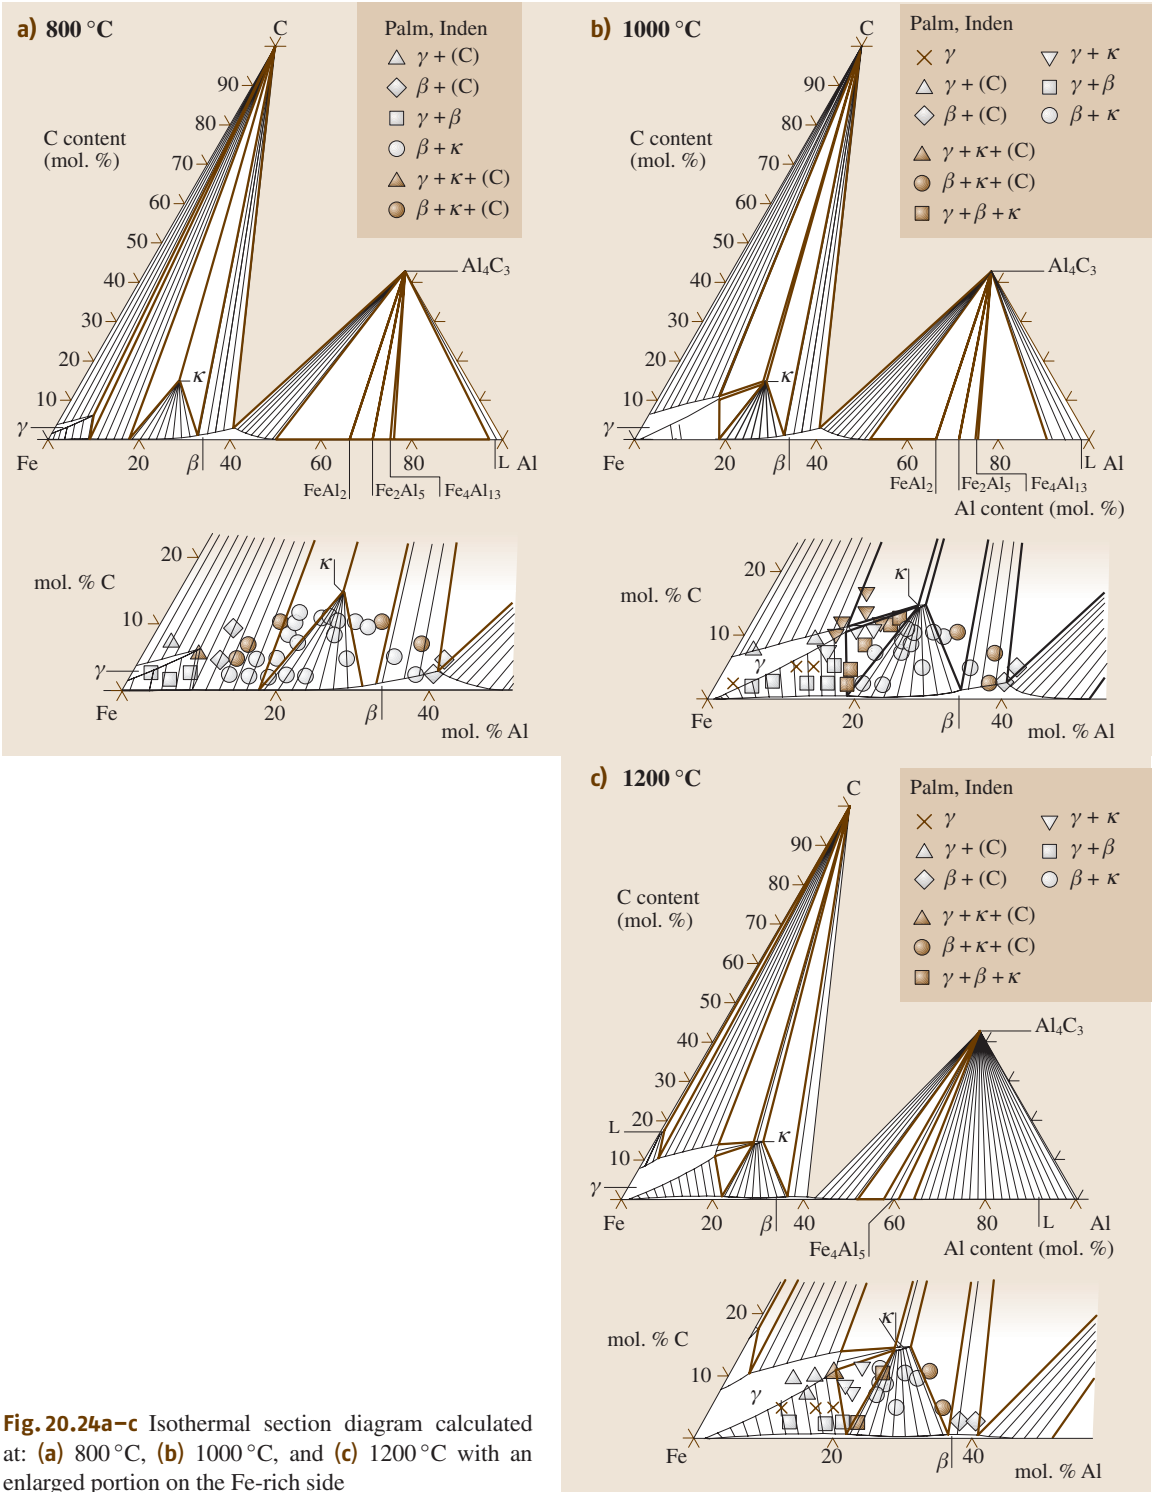 a) 800 °C
C
Palm, Inden
γ + (C)
β + (C)
γ + β
β + κ
γ + κ + (C)
β + κ + (C)
C content
(mol. %)
90
80
70
60
50
40
30
20
10
Al₄C₃
κ
γ
Fe
20
β
40
60
80
L
Al
FeAl₂
Fe₂Al₅
Fe₄Al₁₃
mol. % C
20
10
κ
γ
Fe
20
β
40
mol. % Al
b) 1000 °C
C
Palm, Inden
γ
γ + κ
γ + (C)
γ + β
β + (C)
β + κ
γ + κ + (C)
β + κ + (C)
γ + β + κ
C content
(mol. %)
90
80
70
60
50
40
30
20
10
Al₄C₃
κ
γ
Fe
20
β
40
60
80
L
Al
FeAl₂
Fe₂Al₅
Fe₄Al₁₃
Al content (mol. %)
mol. % C
20
10
κ
γ
Fe
20
β
40
mol. % Al
c) 1200 °C
C
Palm, Inden
γ
γ + κ
γ + (C)
γ + β
β + (C)
β + κ
γ + κ + (C)
β + κ + (C)
γ + β + κ
C content
(mol. %)
90
80
70
60
50
40
30
20
10
L
Al₄C₃
κ
γ
Fe
20
β
40
60
80
L
Al
Fe₄Al₅
Al content (mol. %)
mol. % C
20
10
κ
γ
Fe
20
β
40
mol. % Al
Fig. 20.24a–c Isothermal section diagram calculated
at: (a) 800 °C, (b) 1000 °C, and (c) 1200 °C with an
enlarged portion on the Fe-rich side